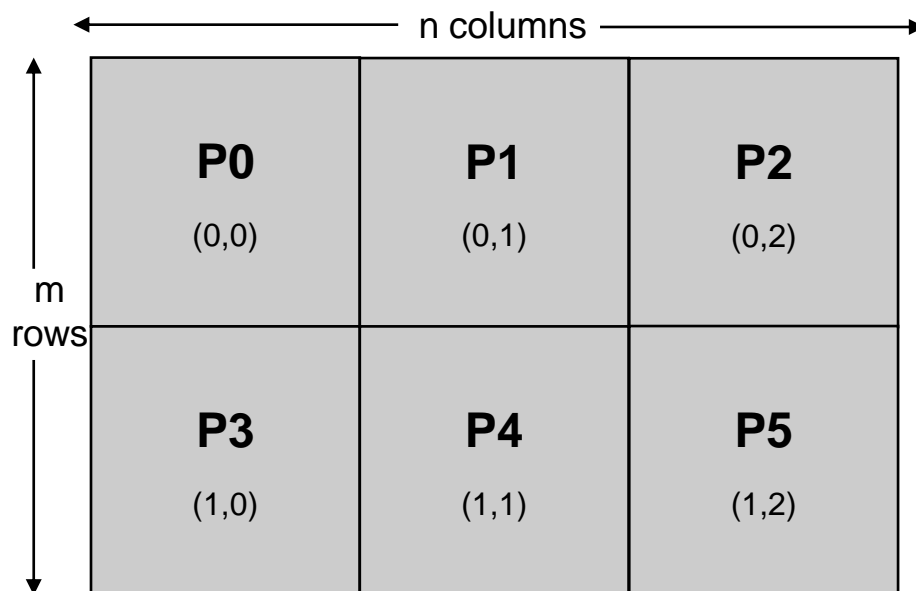 n columns
P0 P1 P2
(0,0) (0,1) (0,2)
m
rows
P3 P4 P5
(1,0) (1,1) (1,2)